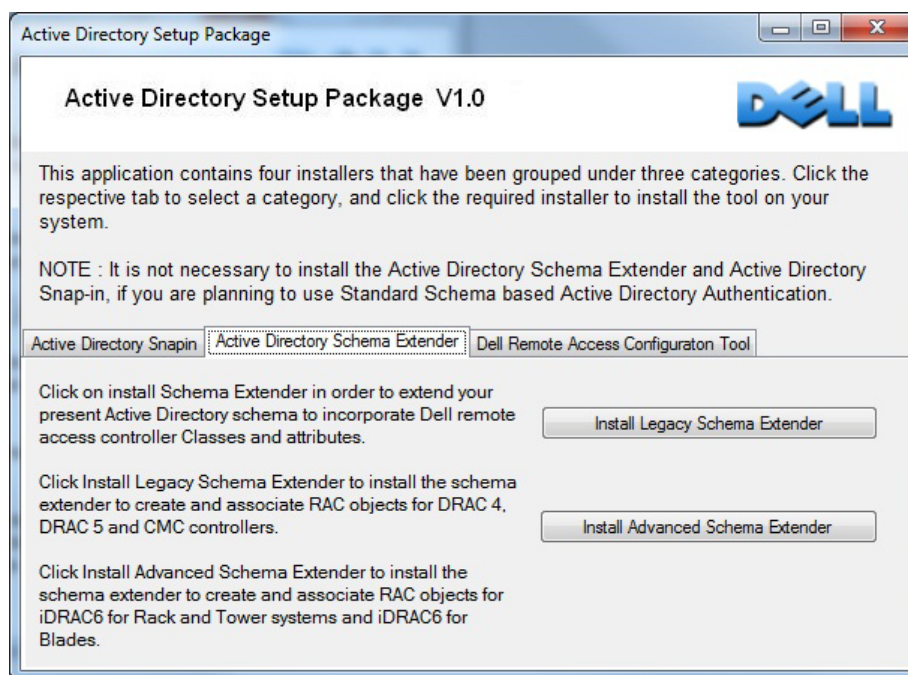 Active Directory Setup Package
Active Directory Setup Package V1.0
DELL
This application contains four installers that have been grouped under three categories. Click the
respective tab to select a category, and click the required installer to install the tool on your
system.
NOTE : It is not necessary to install the Active Directory Schema Extender and Active Directory
Snap-in, if you are planning to use Standard Schema based Active Directory Authentication.
Active Directory Snapin
Active Directory Schema Extender
Dell Remote Access Configuraton Tool
Click on install Schema Extender in order to extend your
present Active Directory schema to incorporate Dell remote
access controller Classes and attributes.
Install Legacy Schema Extender
Click Install Legacy Schema Extender to install the schema
extender to create and associate RAC objects for DRAC 4,
DRAC 5 and CMC controllers.
Install Advanced Schema Extender
Click Install Advanced Schema Extender to install the
schema extender to create and associate RAC objects for
iDRAC6 for Rack and Tower systems and iDRAC6 for
Blades.